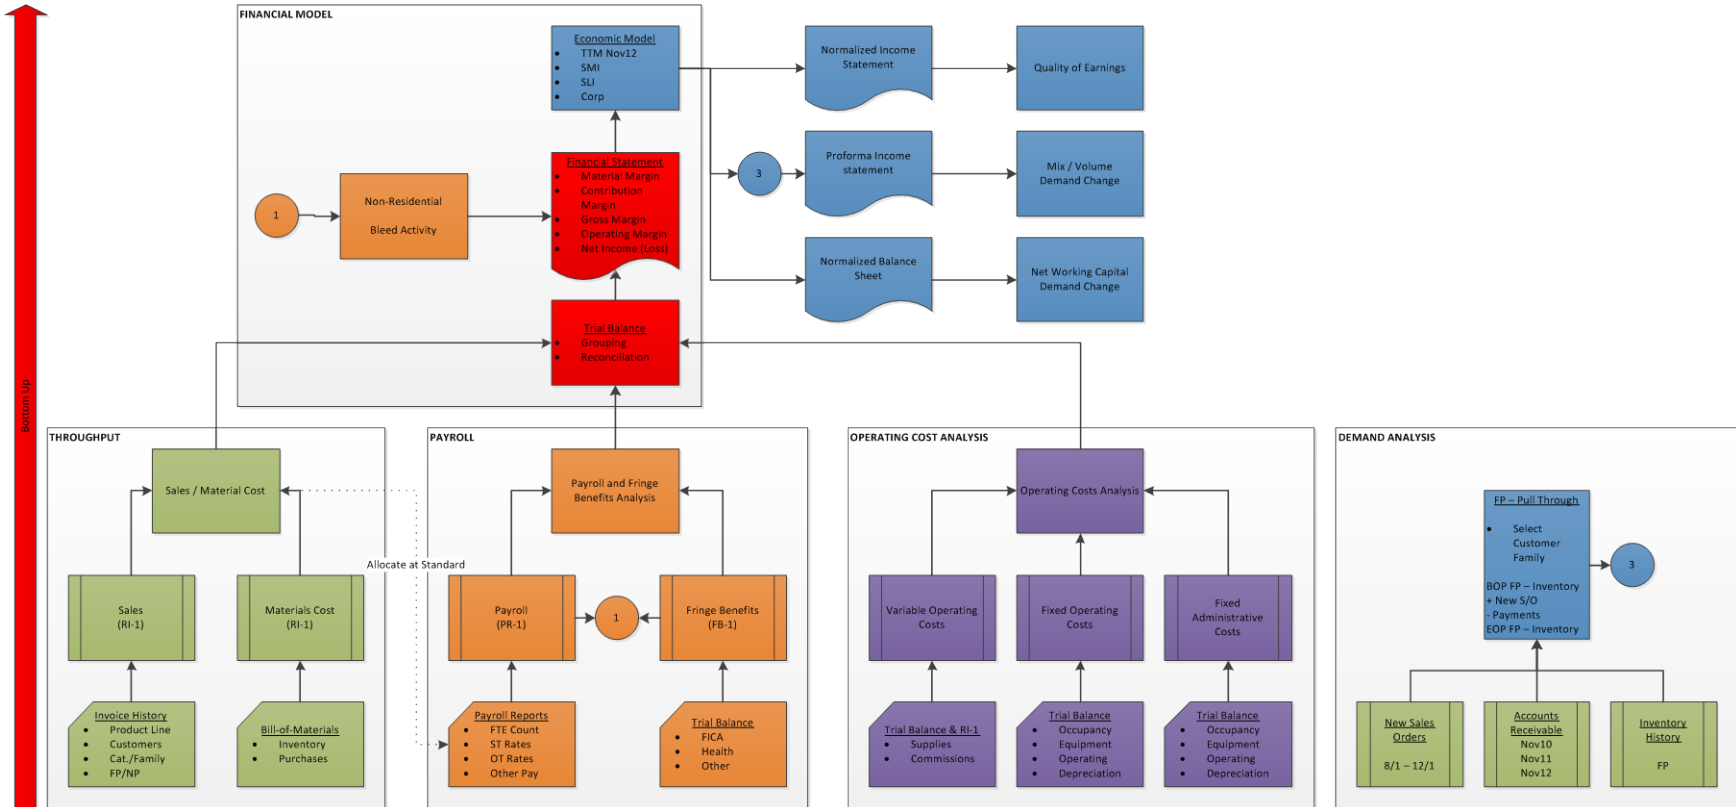 FINANCIAL MODEL
Economic Model
• TTM Nov12
• SMI
• SLI
• Corp
Normalized Income
Statement
Quality of Earnings
Financial Statement
• Material Margin
• Contribution
Margin
• Gross Margin
• Operating Margin
• Net Income (Loss)
3
Proforma Income
statement
Mix / Volume
Demand Change
1
Non-Residential
Bleed Activity
Normalized Balance
Sheet
Net Working Capital
Demand Change
Trial Balance
• Grouping
• Reconciliation
Bottom Up
THROUGHPUT
Sales / Material Cost
Allocate at Standard
Sales
(RI-1)
Materials Cost
(RI-1)
Invoice History
• Product Line
• Customers
• Cat./Family
• FP/NP
Bill-of-Materials
• Inventory
• Purchases
PAYROLL
Payroll and Fringe
Benefits Analysis
Payroll
(PR-1)
1
Fringe Benefits
(FB-1)
Payroll Reports
• FTE Count
• ST Rates
• OT Rates
• Other Pay
Trial Balance
• FICA
• Health
• Other
OPERATING COST ANALYSIS
Operating Costs Analysis
Variable Operating
Costs
Fixed Operating
Costs
Fixed
Administrative
Costs
Trial Balance & RI-1
• Supplies
• Commissions
Trial Balance
• Occupancy
• Equipment
• Operating
• Depreciation
Trial Balance
• Occupancy
• Equipment
• Operating
• Depreciation
DEMAND ANALYSIS
FP – Pull Through
• Select
Customer
Family
BOP FP – Inventory
+ New S/O
- Payments
EOP FP – Inventory
3
New Sales
Orders
8/1 – 12/1
Accounts
Receivable
Nov10
Nov11
Nov12
Inventory
History
FP